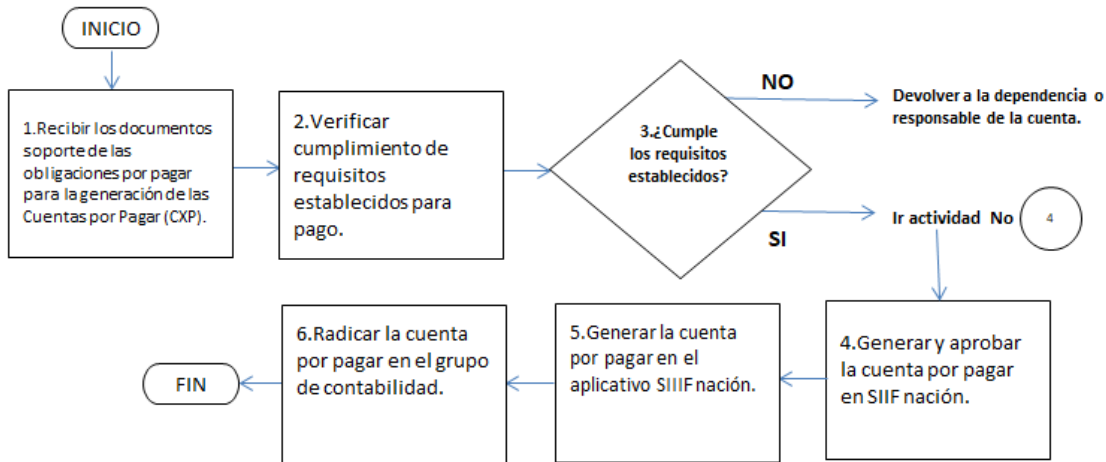 INICIO
1.Recibir los documentos
soporte de las
obligaciones por pagar
para la generación de las
Cuentas por Pagar (CXP).
2.Verificar
cumplimiento de
requisitos
establecidos para
pago.
3.¿Cumple
los requisitos
establecidos?
NO
Devolver a la dependencia o
responsable de la cuenta.
SI
Ir actividad No
4
4.Generar y aprobar
la cuenta por pagar
en SIIF nación.
5.Generar la cuenta
por pagar en el
aplicativo SIIIF nación.
6.Radicar la cuenta
por pagar en el grupo
de contabilidad.
FIN